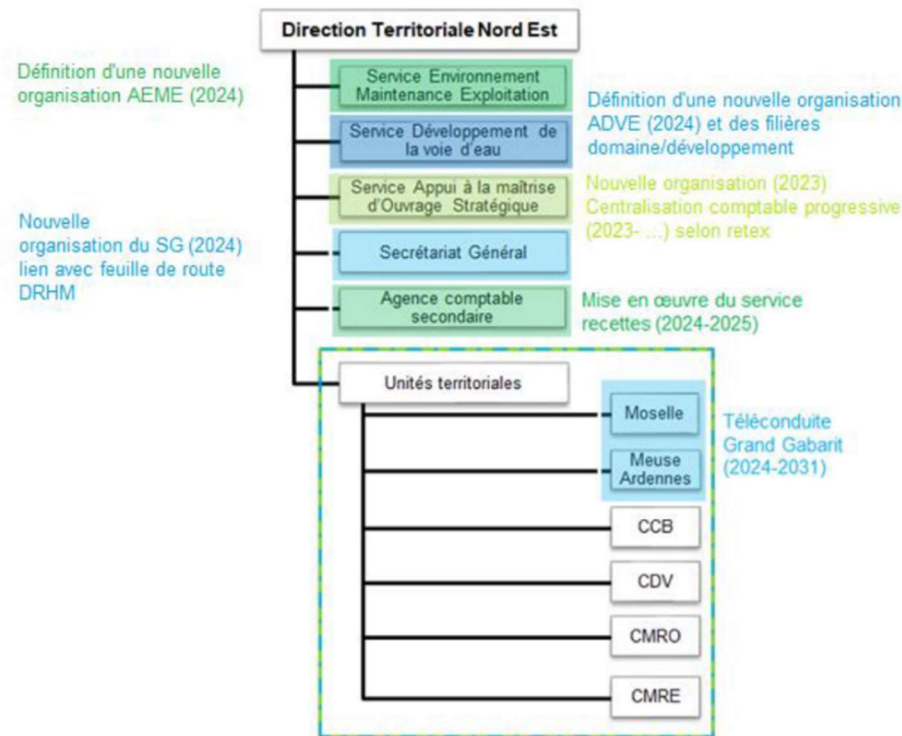 Direction Territoriale Nord Est
Définition d'une nouvelle
organisation AEME (2024)
Service Environnement
Maintenance Exploitation
Service Développement de
la voie d'eau
Définition d'une nouvelle organisation
ADVE (2024) et des filières
domaine/développement
Service Appui à la maîtrise
d'Ouvrage Stratégique
Nouvelle organisation (2023)
Centralisation comptable progressive
(2023- ...) selon retex
Nouvelle
organisation du SG (2024)
lien avec feuille de route
DRHM
Secrétariat Général
Agence comptable
secondaire
Mise en œuvre du service
recettes (2024-2025)
Unités territoriales
Moselle
Meuse
Ardennes
Téléconduite
Grand Gabarit
(2024-2031)
CCB
CDV
CMRO
CMRE